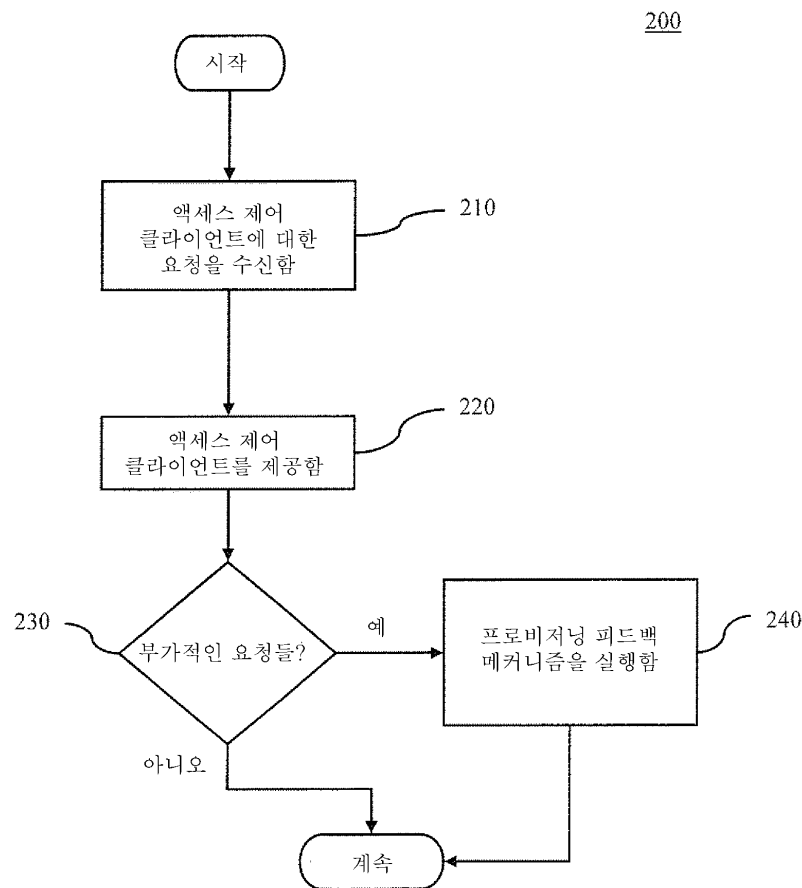 200
시작
액세스 제어
클라이언트에 대한
요청을 수신함
210
액세스 제어
클라이언트를 제공함
220
230
부가적인 요청들?
예
프로비저닝 피드백
메커니즘을 실행함
240
아니오
계속